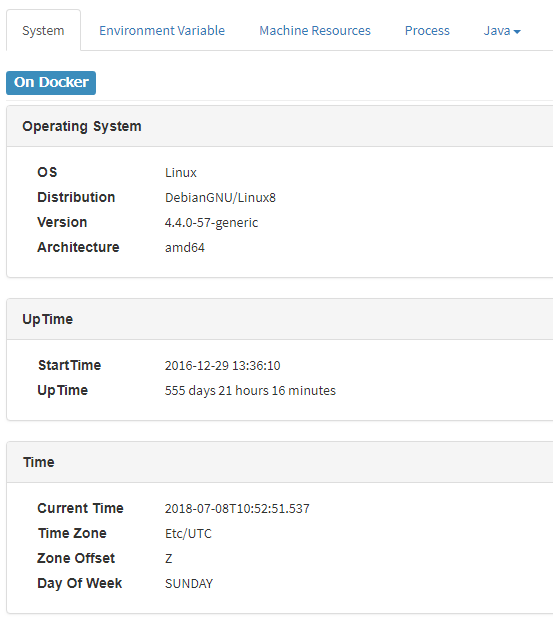 System Environment Variable Machine Resources Process Java
On Docker
Operating System
OS Linux
Distribution DebianGNU/Linux8
Version 4.4.0-57-generic
Architecture amd64
UpTime
StartTime 2016-12-29 13:36:10
UpTime 555 days 21 hours 16 minutes
Time
Current Time 2018-07-08T10:52:51.537
Time Zone Etc/UTC
Zone Offset Z
Day Of Week SUNDAY